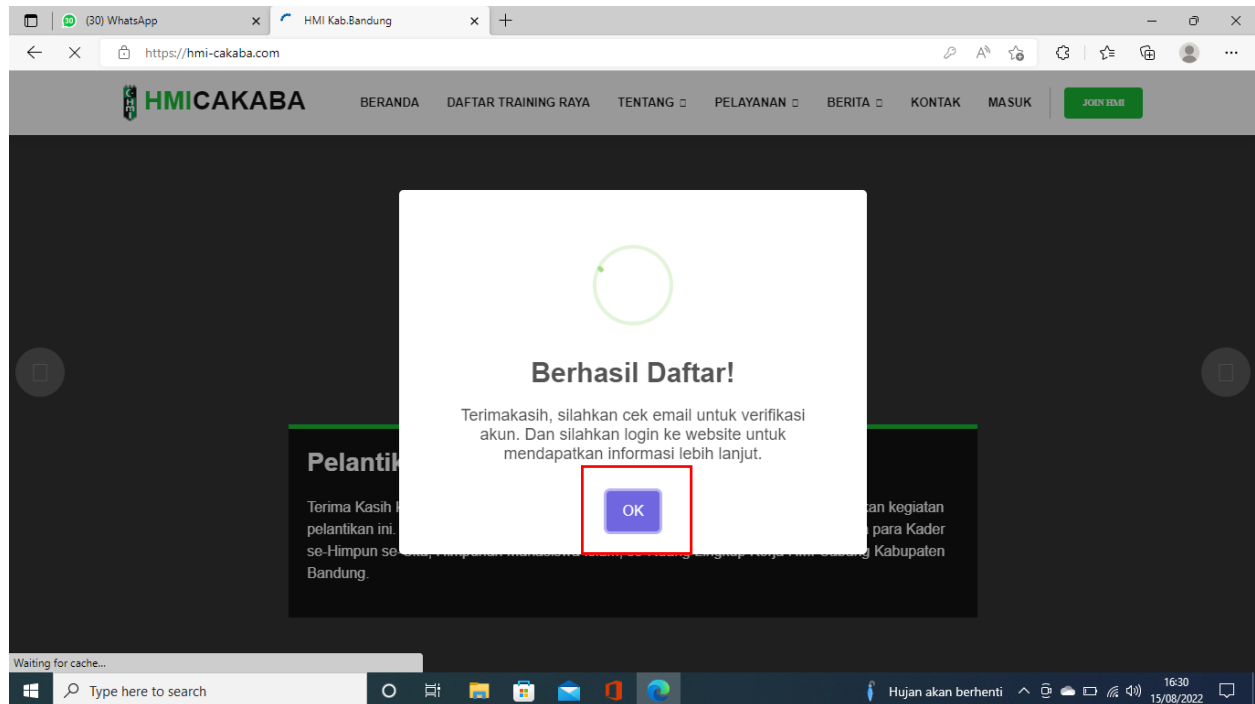 30 (30) WhatsApp
HMI Kab.Bandung
https://hmi-cakaba.com
HMICAKABA
BERANDA DAFTAR TRAINING RAYA TENTANG PELAYANAN BERITA KONTAK MASUK JOIN HMI
Berhasil Daftar!
Terimakasih, silahkan cek email untuk verifikasi
akun. Dan silahkan login ke website untuk
mendapatkan informasi lebih lanjut.
OK
Pelantik
Terima Kasih kan kegiatan
pelantikan ini. para Kader
se-Himpun se- Kabupaten
Bandung.
Waiting for cache...
Type here to search
Hujan akan berhenti
16:30
15/08/2022